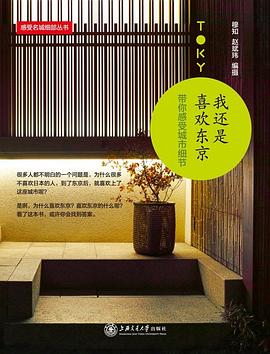 感受名城细部丛书
穆知 赵斌玮 编摄
TOKY
我还是
喜欢东京
带你感受城市细节
很多人都不明白的一个问题是，为什么很多
不喜欢日本的人，到了东京后，就喜欢上了
这座城市呢？
是啊，为什么喜欢东京？喜欢东京的什么呢？
看了这本书，或许你会找到答案。
上海交通大学出版社